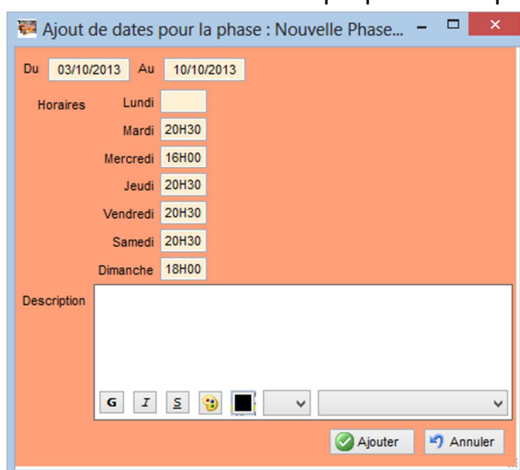 Ajout de dates pour la phase : Nouvelle Phase...
Du 03/10/2013 Au 10/10/2013
Horaires Lundi
Mardi 20H30
Mercredi 16H00
Jeudi 20H30
Vendredi 20H30
Samedi 20H30
Dimanche 18H00
Description
G I S
Ajouter Annuler